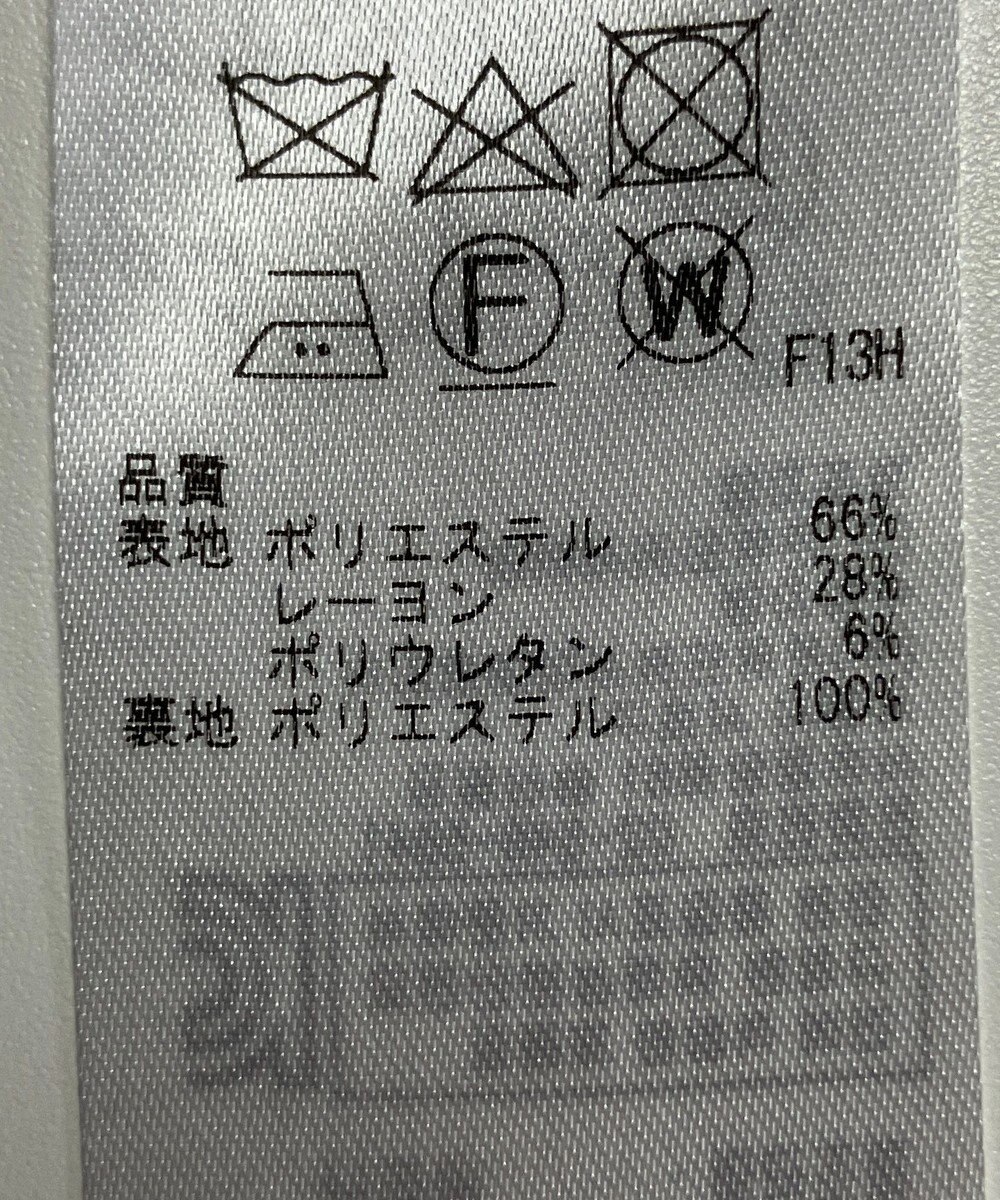 F W F13H
品質
表地 ポリエステル 66%
レーヨン 28%
ポリウレタン 6%
裏地 ポリエステル 100%